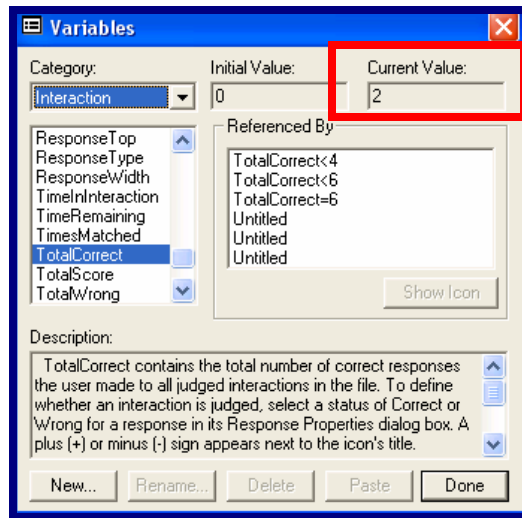 Variables
Category:
Initial Value:
Current Value:
Interaction
0
2
ResponseTop
ResponseType
ResponseWidth
TimeInInteraction
TimeRemaining
TimesMatched
TotalCorrect
TotalScore
TotalWrong
Referenced By
TotalCorrect<4
TotalCorrect<6
TotalCorrect=6
Untitled
Untitled
Untitled
Show Icon
Description:
TotalCorrect contains the total number of correct responses
the user made to all judged interactions in the file. To define
whether an interaction is judged, select a status of Correct or
Wrong for a response in its Response Properties dialog box. A
plus (+) or minus (-) sign appears next to the icon's title.
New...
Rename...
Delete
Paste
Done